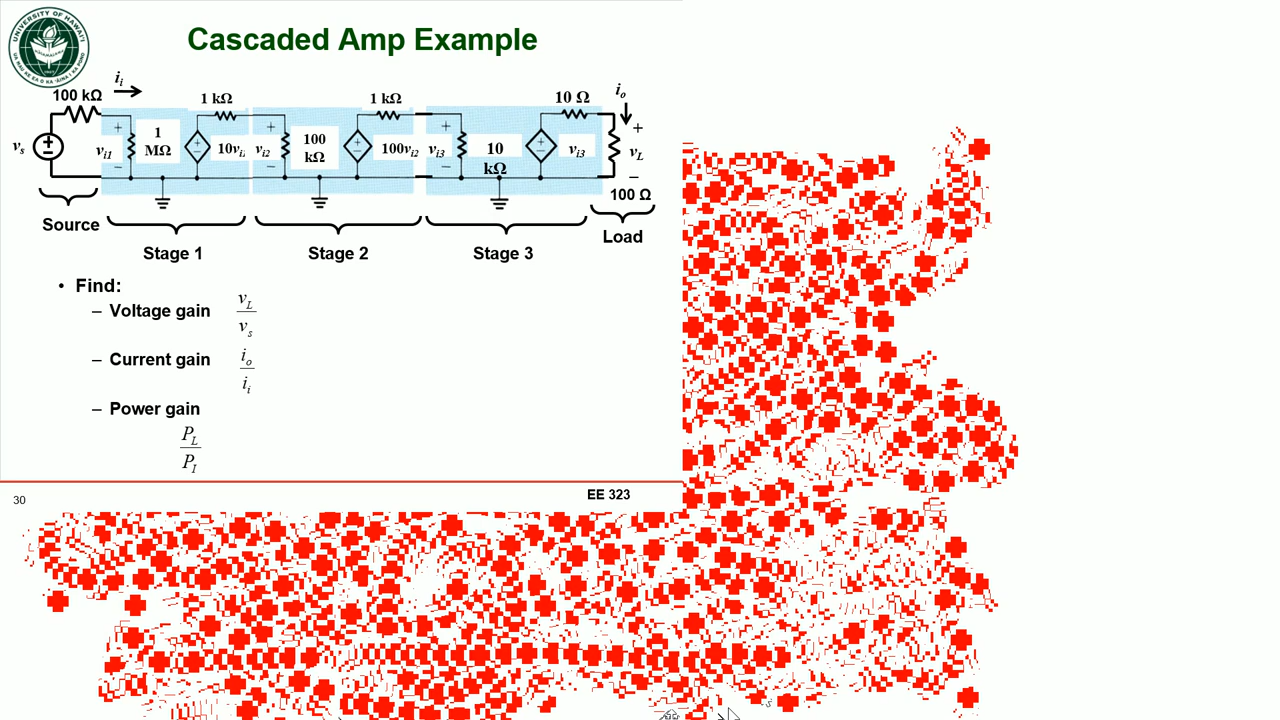 UNIVERSITY OF HAWAI'I
Cascaded Amp Example
i_i
i_o
100 kΩ
1 kΩ
1 kΩ
10 Ω
v_s
+
−
v_i1
1
MΩ
10v_i
+
−
v_i2
100
kΩ
100v_i2
+
−
v_i3
10
kΩ
v_i3
+
v_L
−
100 Ω
Source
Stage 1
Stage 2
Stage 3
Load
• Find:
– Voltage gain v_L / v_s
– Current gain i_o / i_i
– Power gain
P_L / P_I
30
EE 323